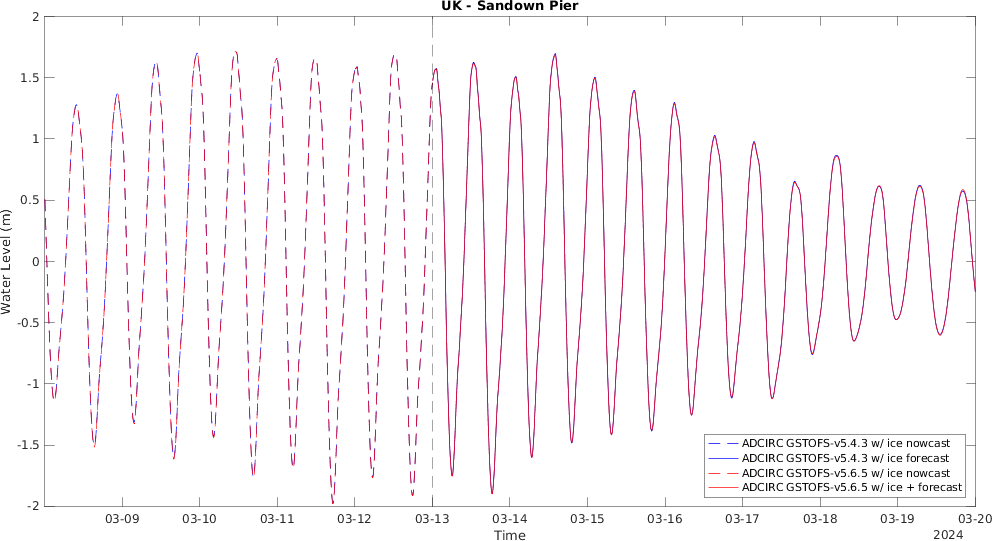 UK - Sandown Pier
2
1.5
1
0.5
0
-0.5
-1
-1.5
-2
Water Level (m)
03-09 03-10 03-11 03-12 03-13 03-14 03-15 03-16 03-17 03-18 03-19 03-20
Time
2024
ADCIRC GSTOFS-v5.4.3 w/ ice nowcast
ADCIRC GSTOFS-v5.4.3 w/ ice forecast
ADCIRC GSTOFS-v5.6.5 w/ ice nowcast
ADCIRC GSTOFS-v5.6.5 w/ ice + forecast